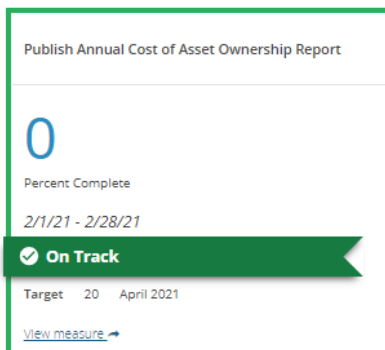 Publish Annual Cost of Asset Ownership Report
0
Percent Complete
2/1/21 - 2/28/21
On Track
Target 20 April 2021
View measure